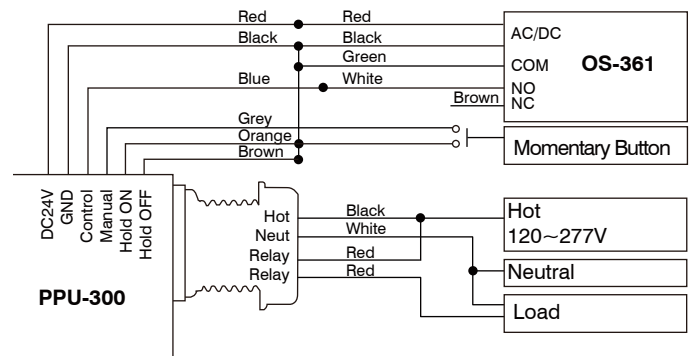 Red Red
Black Black
Green
Blue White
Brown
Grey
Orange
Brown
AC/DC
COM
NO
NC
OS-361
Momentary Button
DC24V
GND
Control
Manual
Hold ON
Hold OFF
PPU-300
Hot
Neut
Relay
Relay
Black
White
Red
Red
Hot
120~277V
Neutral
Load